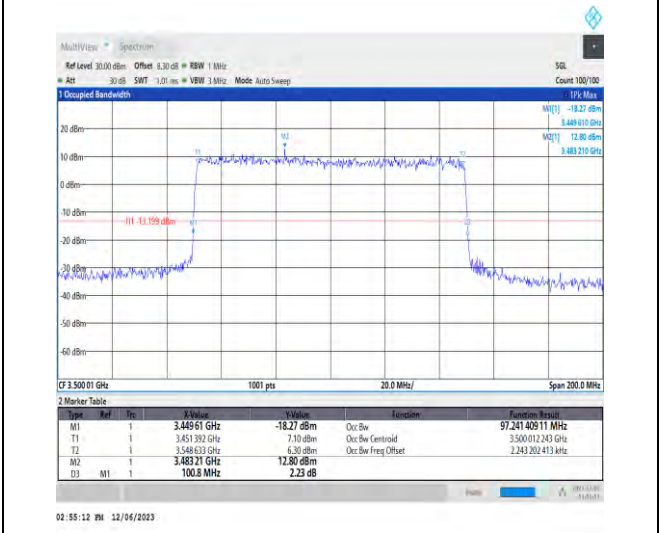 MultiView Spectrum
Ref Level 30.00 dBm Offset 8.30 dB RBW 1 MHz SGL
Att 30 dB SWT 1.01 ms VBW 3 MHz Mode Auto Sweep Count 100/100
1 Occupied Bandwidth 1Pk Max
M1[1] -18.27 dBm
3.449 610 GHz
20 dBm
M2[1] 12.80 dBm
M2
3.483 210 GHz
T1
10 dBm
0 dBm
-10 dBm
H1 -13.199 dBm M1
-20 dBm
-30 dBm
-40 dBm
-50 dBm
-60 dBm
CF 3.500 01 GHz 1001 pts 20.0 MHz/ Span 200.0 MHz
2 Marker Table
Type Ref Trc X-Value Y-Value Function Function Result
M1 1 3.449 61 GHz -18.27 dBm Occ Bw 97.241 409 11 MHz
T1 1 3.451 392 GHz 7.10 dBm Occ Bw Centroid 3.500 012 243 GHz
T2 1 3.548 633 GHz 6.30 dBm Occ Bw Freq Offset 2.243 202 413 kHz
M2 1 3.483 21 GHz 12.80 dBm
D3 M1 1 100.8 MHz 2.23 dB
02:55:12 PM 12/06/2023